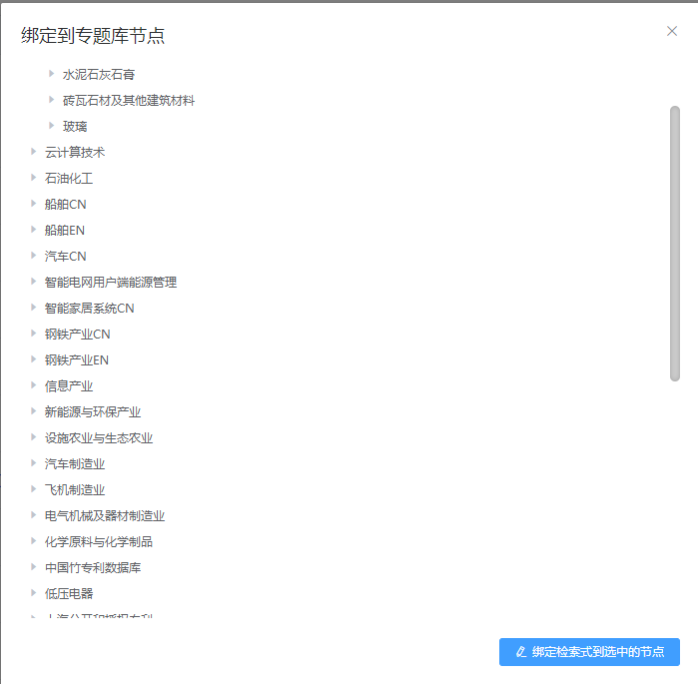 绑定到专题库节点
水泥石灰石膏
砖瓦石材及其他建筑材料
玻璃
云计算技术
石油化工
船舶CN
船舶EN
汽车CN
智能电网用户端能源管理
智能家居系统CN
钢铁产业CN
钢铁产业EN
信息产业
新能源与环保产业
设施农业与生态农业
汽车制造业
飞机制造业
电气机械及器材制造业
化学原料与化学制品
中国竹专利数据库
低压电器
绑定检索式到选中的节点